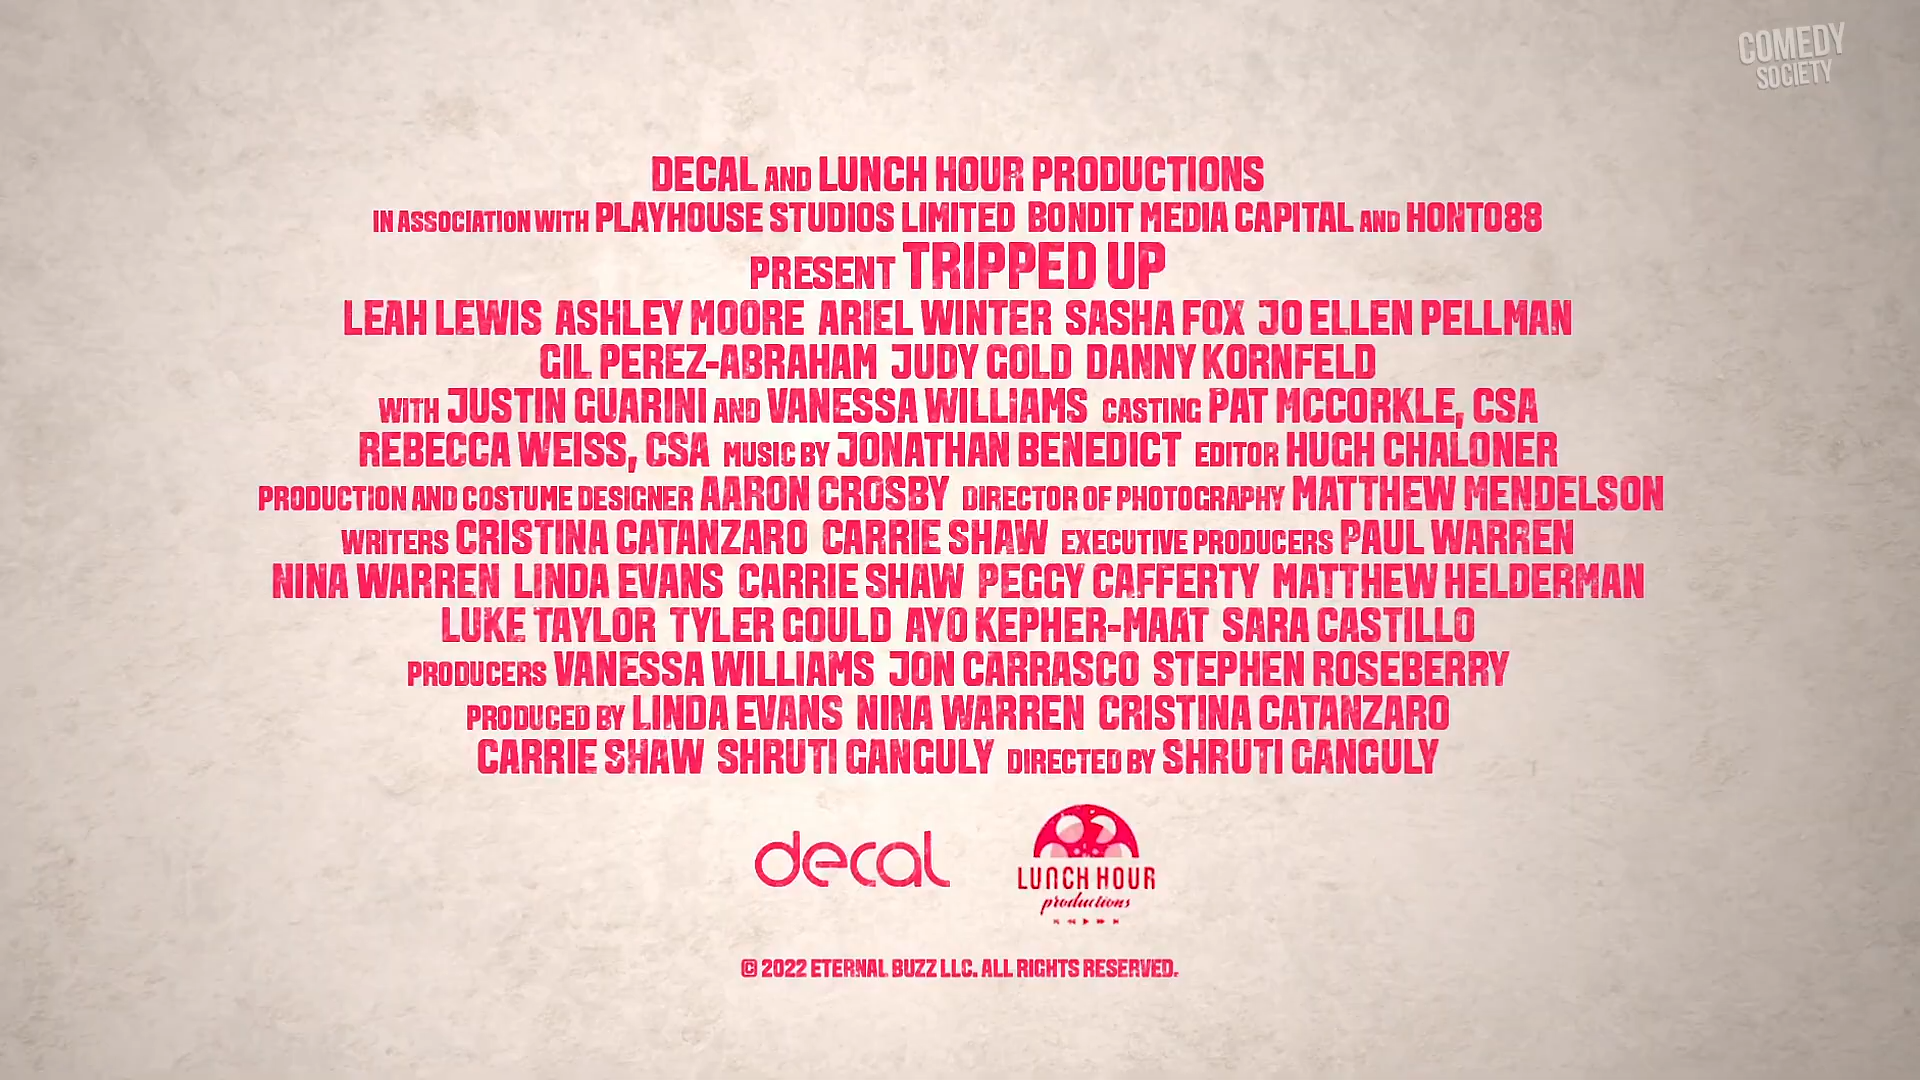 COMEDY
SOCIETY
DECAL AND LUNCH HOUR PRODUCTIONS
IN ASSOCIATION WITH PLAYHOUSE STUDIOS LIMITED BONDIT MEDIA CAPITAL AND HONTO88
PRESENT TRIPPED UP
LEAH LEWIS ASHLEY MOORE ARIEL WINTER SASHA FOX JO ELLEN PELLMAN
GIL PEREZ-ABRAHAM JUDY GOLD DANNY KORNFELD
WITH JUSTIN GUARINI AND VANESSA WILLIAMS CASTING PAT MCCORKLE, CSA
REBECCA WEISS, CSA MUSIC BY JONATHAN BENEDICT EDITOR HUGH CHALONER
PRODUCTION AND COSTUME DESIGNER AARON CROSBY DIRECTOR OF PHOTOGRAPHY MATTHEW MENDELSON
WRITERS CRISTINA CATANZARO CARRIE SHAW EXECUTIVE PRODUCERS PAUL WARREN
NINA WARREN LINDA EVANS CARRIE SHAW PEGGY CAFFERTY MATTHEW HELDERMAN
LUKE TAYLOR TYLER GOULD AYO KEPHER-MAAT SARA CASTILLO
PRODUCERS VANESSA WILLIAMS JON CARRASCO STEPHEN ROSEBERRY
PRODUCED BY LINDA EVANS NINA WARREN CRISTINA CATANZARO
CARRIE SHAW SHRUTI GANGULY DIRECTED BY SHRUTI GANGULY
decal
LUNCH HOUR
productions
© 2022 ETERNAL BUZZ LLC. ALL RIGHTS RESERVED.